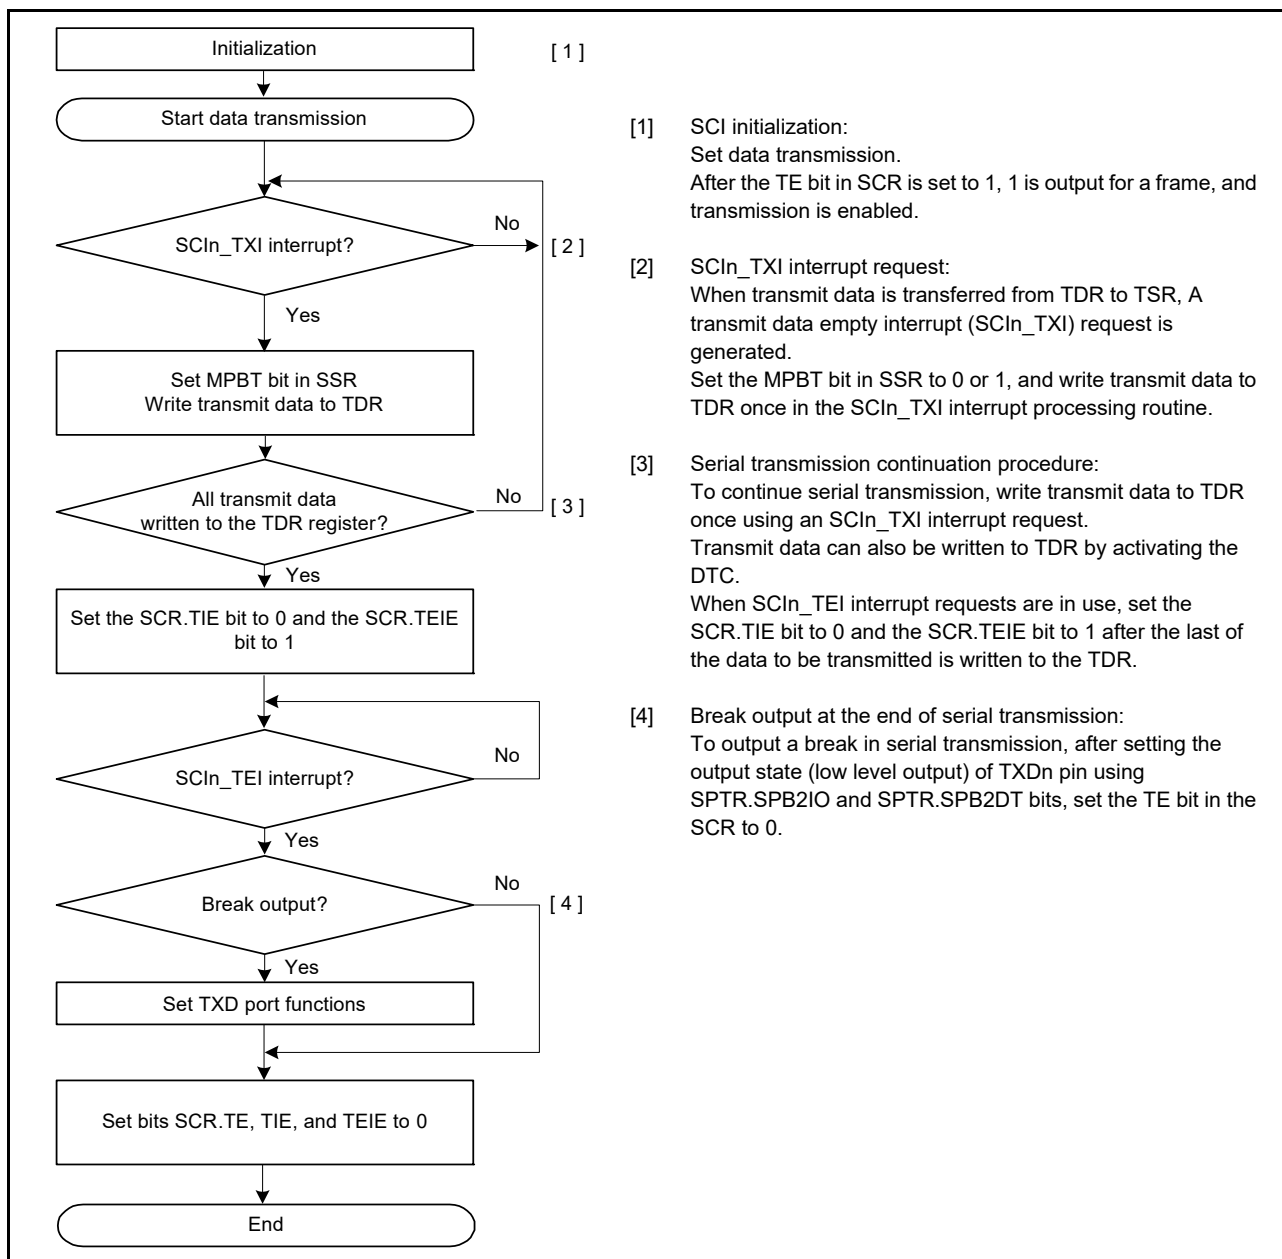 Initialization
[ 1 ]
Start data transmission
SCIn_TXI interrupt?
No
[ 2 ]
Yes
Set MPBT bit in SSR
Write transmit data to TDR
All transmit data
written to the TDR register?
No
[ 3 ]
Yes
Set the SCR.TIE bit to 0 and the SCR.TEIE
bit to 1
SCIn_TEI interrupt?
No
Yes
Break output?
No
[ 4 ]
Yes
Set TXD port functions
Set bits SCR.TE, TIE, and TEIE to 0
End
[1] SCI initialization:
Set data transmission.
After the TE bit in SCR is set to 1, 1 is output for a frame, and
transmission is enabled.
[2] SCIn_TXI interrupt request:
When transmit data is transferred from TDR to TSR, A
transmit data empty interrupt (SCIn_TXI) request is
generated.
Set the MPBT bit in SSR to 0 or 1, and write transmit data to
TDR once in the SCIn_TXI interrupt processing routine.
[3] Serial transmission continuation procedure:
To continue serial transmission, write transmit data to TDR
once using an SCIn_TXI interrupt request.
Transmit data can also be written to TDR by activating the
DTC.
When SCIn_TEI interrupt requests are in use, set the
SCR.TIE bit to 0 and the SCR.TEIE bit to 1 after the last of
the data to be transmitted is written to the TDR.
[4] Break output at the end of serial transmission:
To output a break in serial transmission, after setting the
output state (low level output) of TXDn pin using
SPTR.SPB2IO and SPTR.SPB2DT bits, set the TE bit in the
SCR to 0.